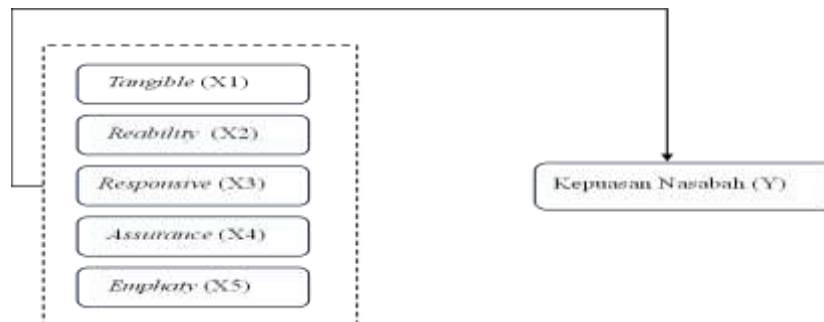 Tangible (X1)
Reability (X2)
Responsive (X3)
Assurance (X4)
Emphaty (X5)
Kepuasan Nasabah (Y)